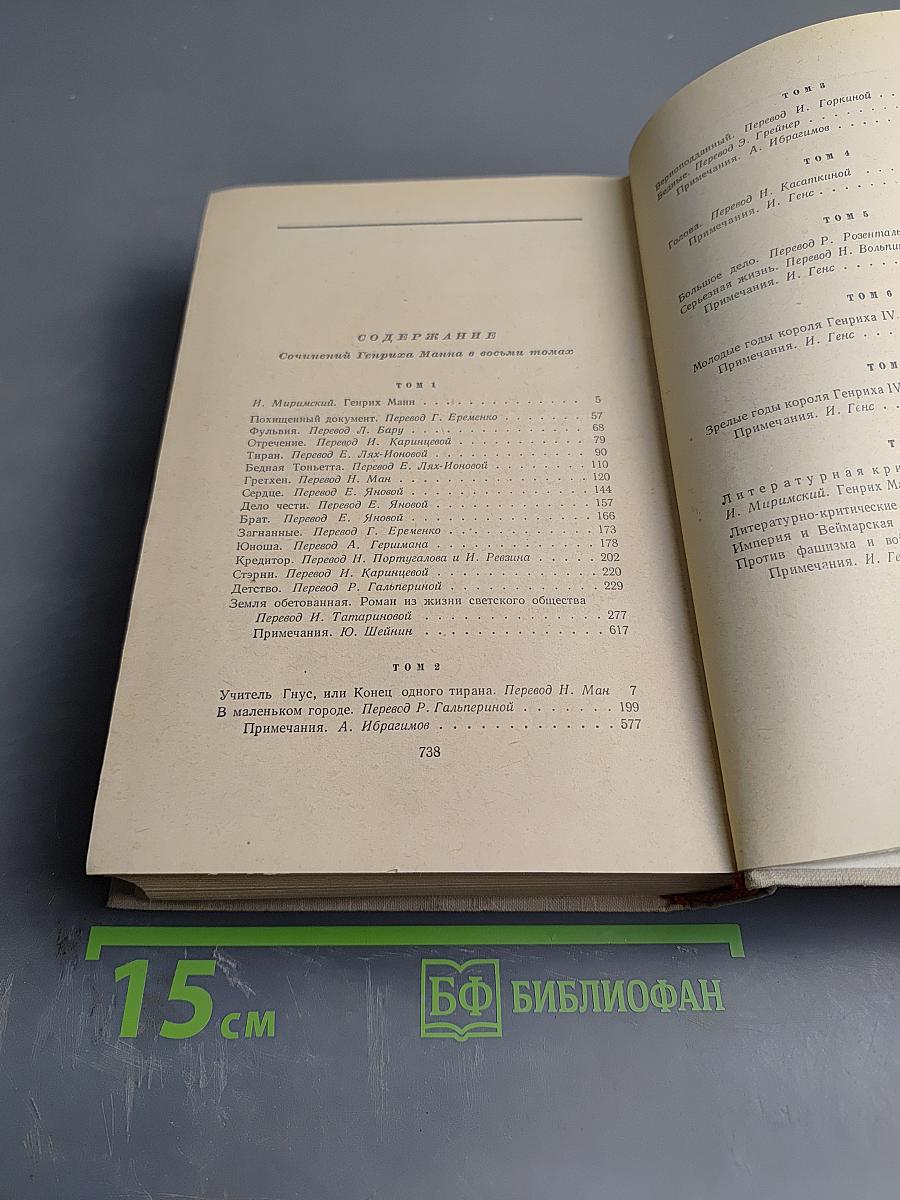 СОДЕРЖАНИЕ
Сочинений Генриха Манна в восьми томах
ТОМ 1
И. Миримский. Генрих Манн . . . . . . . . . . . . . 5
Похищенный документ. Перевод Г. Еременко . . . . . . . . 57
Фульвия. Перевод Л. Бару . . . . . . . . . . . . . . 68
Отречение. Перевод И. Каринцевой . . . . . . . . . . . 79
Тиран. Перевод Е. Лях-Ионовой . . . . . . . . . . . . 90
Бедная Тоньетта. Перевод Е. Лях-Ионовой . . . . . . . . 110
Гретхен. Перевод Н. Ман . . . . . . . . . . . . . . 120
Сердце. Перевод Е. Яновой . . . . . . . . . . . . . 144
Дело чести. Перевод Е. Яновой . . . . . . . . . . . . 157
Брат. Перевод Е. Яновой . . . . . . . . . . . . . . 166
Загнанные. Перевод Г. Еременко . . . . . . . . . . . 173
Юноша. Перевод А. Гершмана . . . . . . . . . . . . . 178
Кредитор. Перевод Н. Португалова и И. Ревзина . . . . . 202
Стэрни. Перевод И. Каринцевой . . . . . . . . . . . . 220
Детство. Перевод Р. Гальпериной . . . . . . . . . . . 229
Земля обетованная. Роман из жизни светского общества
Перевод И. Татариновой . . . . . . . . . . . . . . 277
Примечания. Ю. Шейнин . . . . . . . . . . . . . . 617
ТОМ 2
Учитель Гнус, или Конец одного тирана. Перевод Н. Ман 7
В маленьком городе. Перевод Р. Гальпериной . . . . . . . 199
Примечания. А. Ибрагимов . . . . . . . . . . . . . 577
738
ТОМ 3
Верноподданный. Перевод И. Горкиной . .
Бедные. Перевод Э. Грейнер . . . . . .
Примечания. А. Ибрагимов . . . . .
ТОМ 4
Голова. Перевод Н. Касаткиной . . .
Примечания. И. Генс . . . . . .
ТОМ 5
Большое дело. Перевод Р. Розенталь
Серьезная жизнь. Перевод Н.
Примечания. И. Генс . . . . .
ТОМ 6
Молодые годы короля Генриха IV.
Примечания. И. Генс . . . .
ТОМ
Зрелые годы короля Генриха IV
Примечания. И. Генс . . .
Литературная
И. Миримский. Генрих
Литературно-критические
Империя и Веймарская
Против фашизма и
Примечания. И.
15 см
БФ БИБЛИОФАН